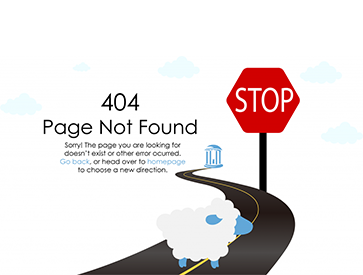 404
Page Not Found
Sorry! The page you are looking for
doesn't exist or other error ocurred.
Go back, or head over to homepage
to choose a new direction.
STOP